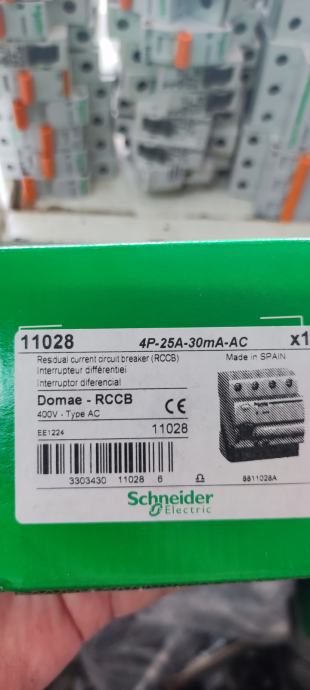 11028 4P-25A-30mA-AC x1
Residual current circuit breaker (RCCB) Made in SPAIN
Interrupteur différentiel
Interruptor diferencial
Domae - RCCB CE
400V - Type AC
EE1224 11028
3303430 11028 6 8811028A
Schneider
Electric